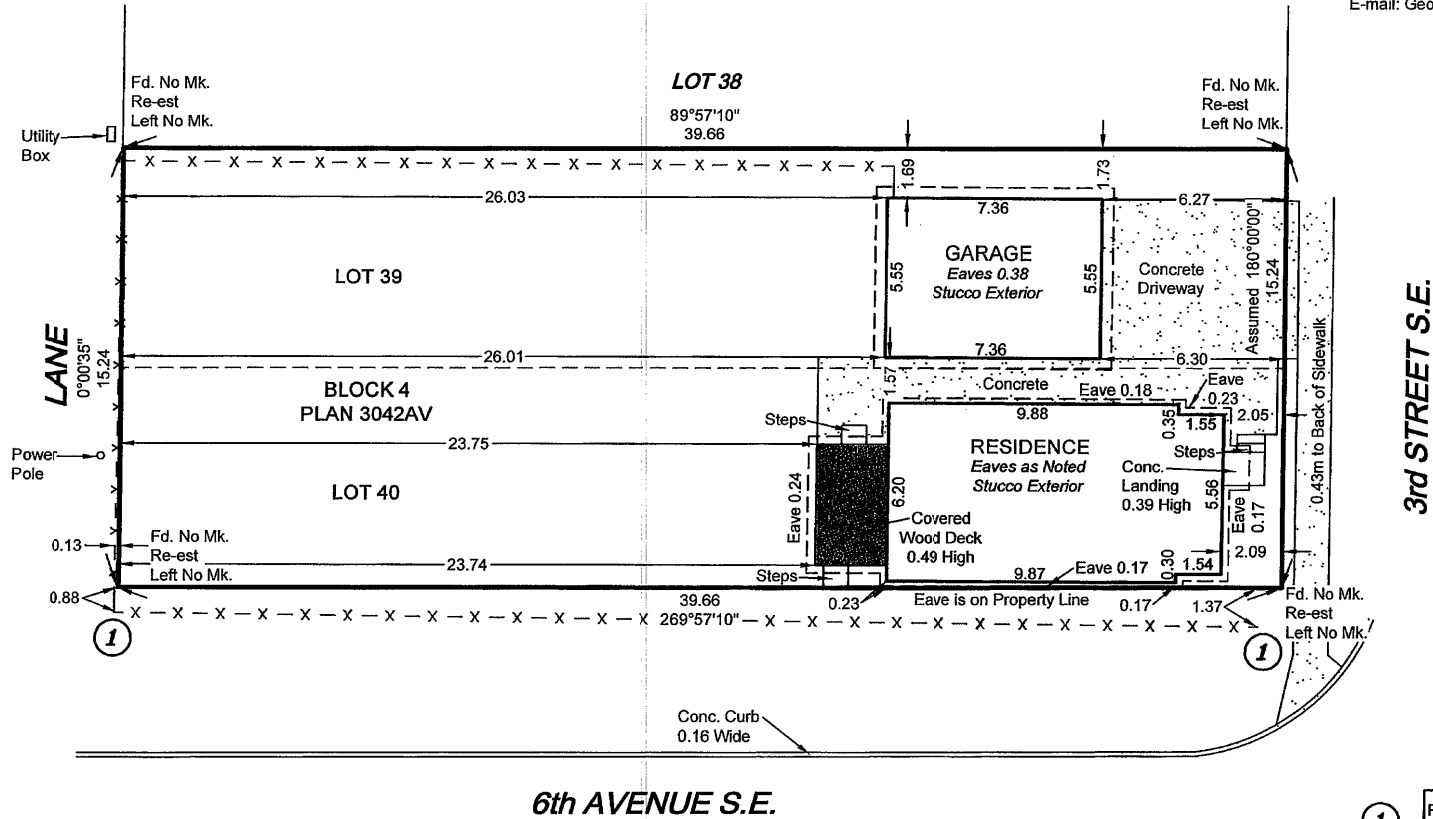 E-mail: Geo
Fd. No Mk.
Re-est
Left No Mk.
LOT 38
89°57'10"
39.66
Fd. No Mk.
Re-est
Left No Mk.
Utility
Box
X X X X X X X X X X X X X X X X X X X
1.69
1.73
26.03
7.36
6.27
LOT 39
GARAGE
Eaves 0.38
Stucco Exterior
5.55
5.55
Concrete
Driveway
Assumed 180°00'00"
15.24
LANE
0°00'35"
15.24
3rd STREET S.E.
0.43m to Back of Sidewalk
26.01
7.36
6.30
BLOCK 4
PLAN 3042AV
1.57
Concrete
Eave 0.18
Eave
0.23
9.88
0.35
1.55
2.05
Steps
23.75
RESIDENCE
Eaves as Noted
Stucco Exterior
Steps
Conc.
Landing
0.39 High
Power
Pole
LOT 40
Eave 0.24
6.20
5.56
Eave
0.17
Covered
Wood Deck
0.49 High
0.13
Fd. No Mk.
Re-est
Left No Mk.
23.74
Steps
9.87
Eave 0.17
0.30
1.54
2.09
0.88
39.66
269°57'10"
0.23
Eave is on Property Line
0.17
1.37
Fd. No Mk.
Re-est
Left No Mk.
1
1
Conc. Curb
0.16 Wide
6th AVENUE S.E.